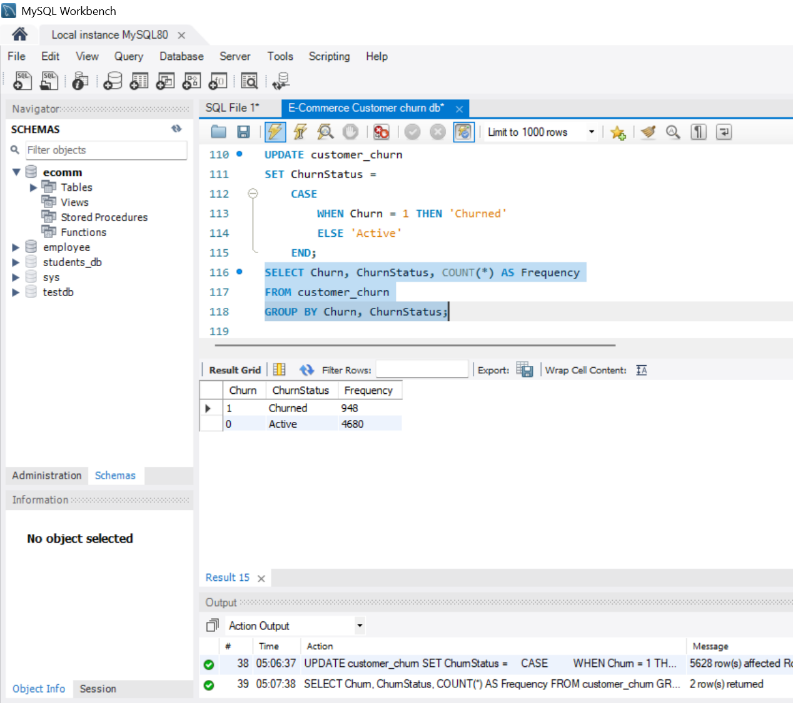 MySQL Workbench
Local instance MySQL80
File Edit View Query Database Server Tools Scripting Help
Navigator
SCHEMAS
Filter objects
ecomm
Tables
Views
Stored Procedures
Functions
employee
students_db
sys
testdb
Administration Schemas
Information
No object selected
Object Info Session
SQL File 1* E-Commerce Customer churn db*
Limit to 1000 rows
110 UPDATE customer_churn
111 SET ChurnStatus =
112 CASE
113 WHEN Churn = 1 THEN 'Churned'
114 ELSE 'Active'
115 END;
116 SELECT Churn, ChurnStatus, COUNT(*) AS Frequency
117 FROM customer_churn
118 GROUP BY Churn, ChurnStatus;
119
Result Grid Filter Rows: Export: Wrap Cell Content:
Churn ChurnStatus Frequency
1 Churned 948
0 Active 4680
Result 15
Output
Action Output
# Time Action Message
38 05:06:37 UPDATE customer_churn SET ChurnStatus = CASE WHEN Churn = 1 TH... 5628 row(s) affected Ro
39 05:07:38 SELECT Churn, ChurnStatus, COUNT(*) AS Frequency FROM customer_churn GR... 2 row(s) returned